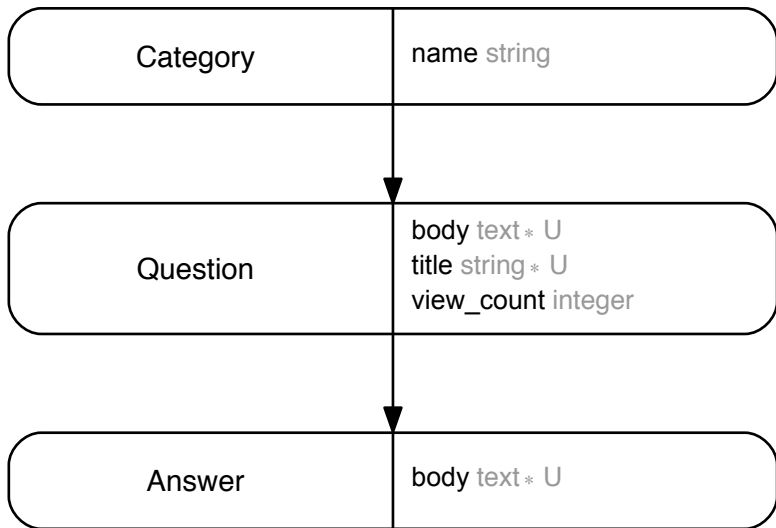 Category
name string
Question
body text* U
title string* U
view_count integer
Answer
body text* U